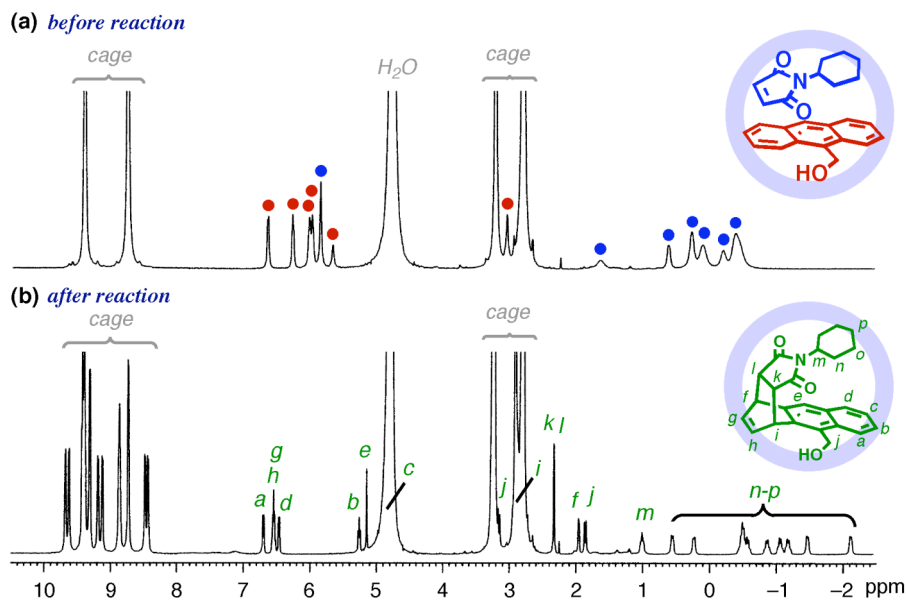 (a) before reaction
cage
H₂O
cage
O
N
O
HO
(b) after reaction
cage
g
h
a
d
e
b
c
j
i
k l
f
j
m
n-p
O
N
O
p
o
n
m
l
k
f
e
d
c
b
a
g
h
i
j
HO
10 9 8 7 6 5 4 3 2 1 0 −1 −2 ppm